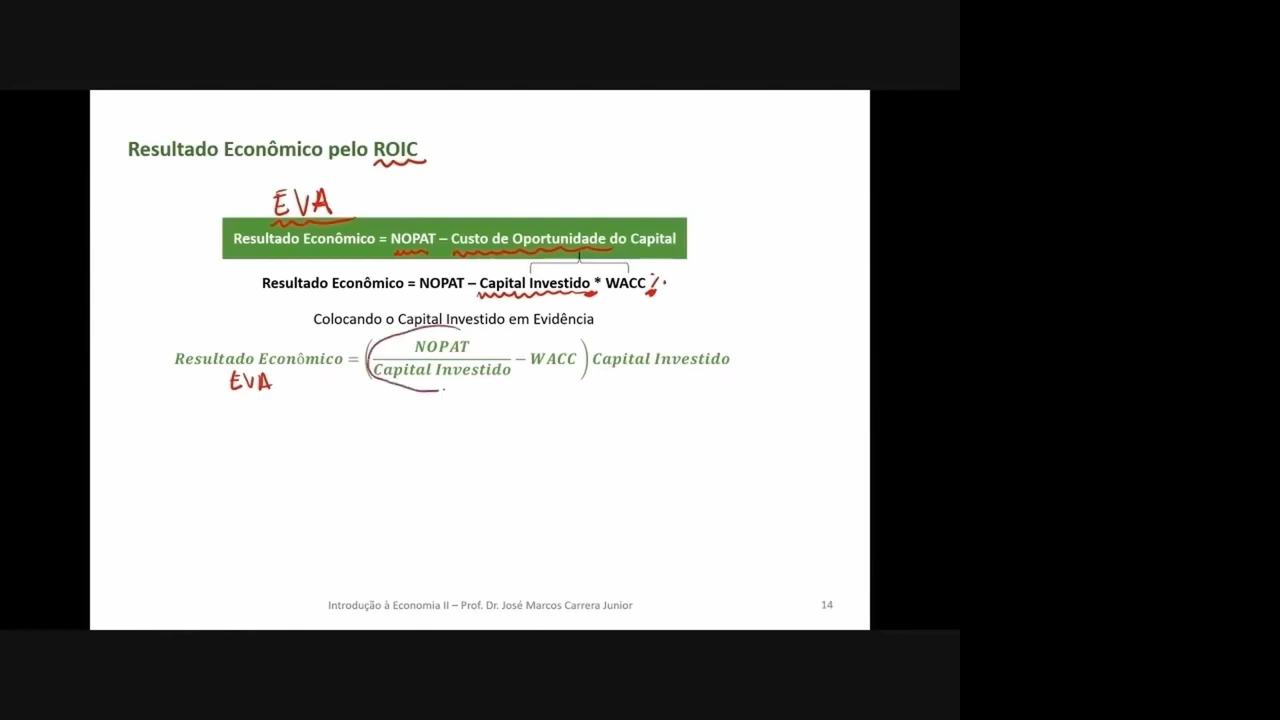 Resultado Econômico pelo ROIC
EVA
Resultado Econômico = NOPAT – Custo de Oportunidade do Capital
Resultado Econômico = NOPAT – Capital Investido * WACC %
Colocando o Capital Investido em Evidência
Resultado Econômico = (NOPAT / Capital Investido − WACC) Capital Investido
EVA
Introdução à Economia II – Prof. Dr. José Marcos Carrera Junior 14